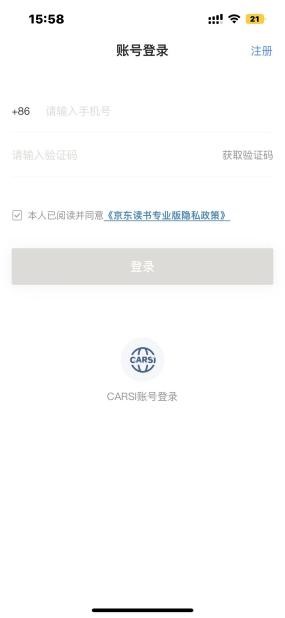 15:58
21
账号登录
注册
+86 请输入手机号
请输入验证码 获取验证码
本人已阅读并同意《京东读书专业版隐私政策》
登录
CARSI
CARSI账号登录